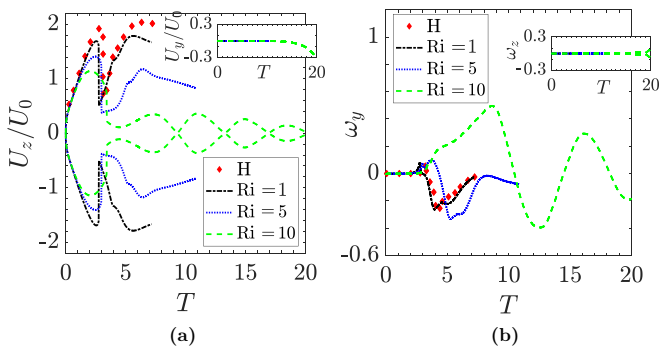 U_z/U_0
2
1
0
-1
-2
0
5
10
15
20
T
U_y/U_0
0.3
-0.3
0
T
20
H
Ri = 1
Ri = 5
Ri = 10
(a)
ω_y
1
0
-0.6
0
5
10
15
20
T
H
Ri = 1
Ri = 5
Ri = 10
ω_z
0.3
-0.3
0
T
20
(b)